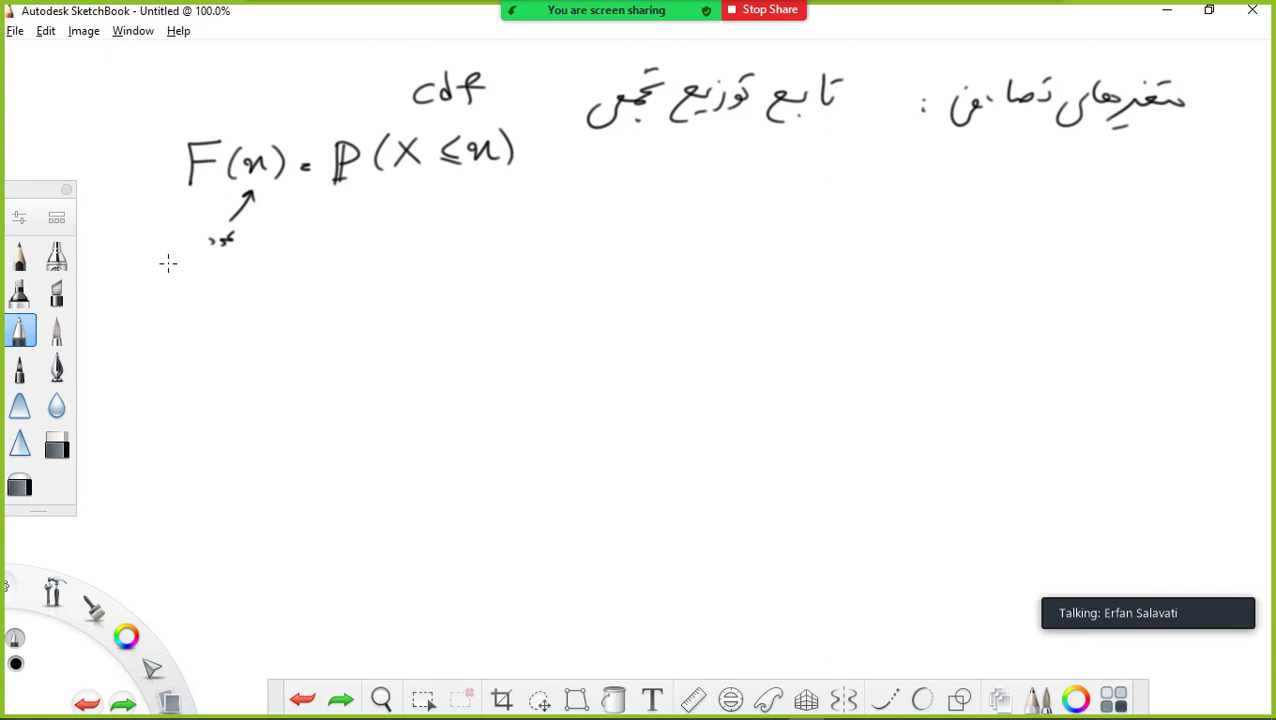 Autodesk SketchBook - Untitled @ 100.0%
You are screen sharing
Stop Share
File Edit Image Window Help
متغیرهای تصادفی : تابع توزیع تجمعی cdf
F(x) = ℙ(X ≤ x)
عدد
Talking: Erfan Salavati